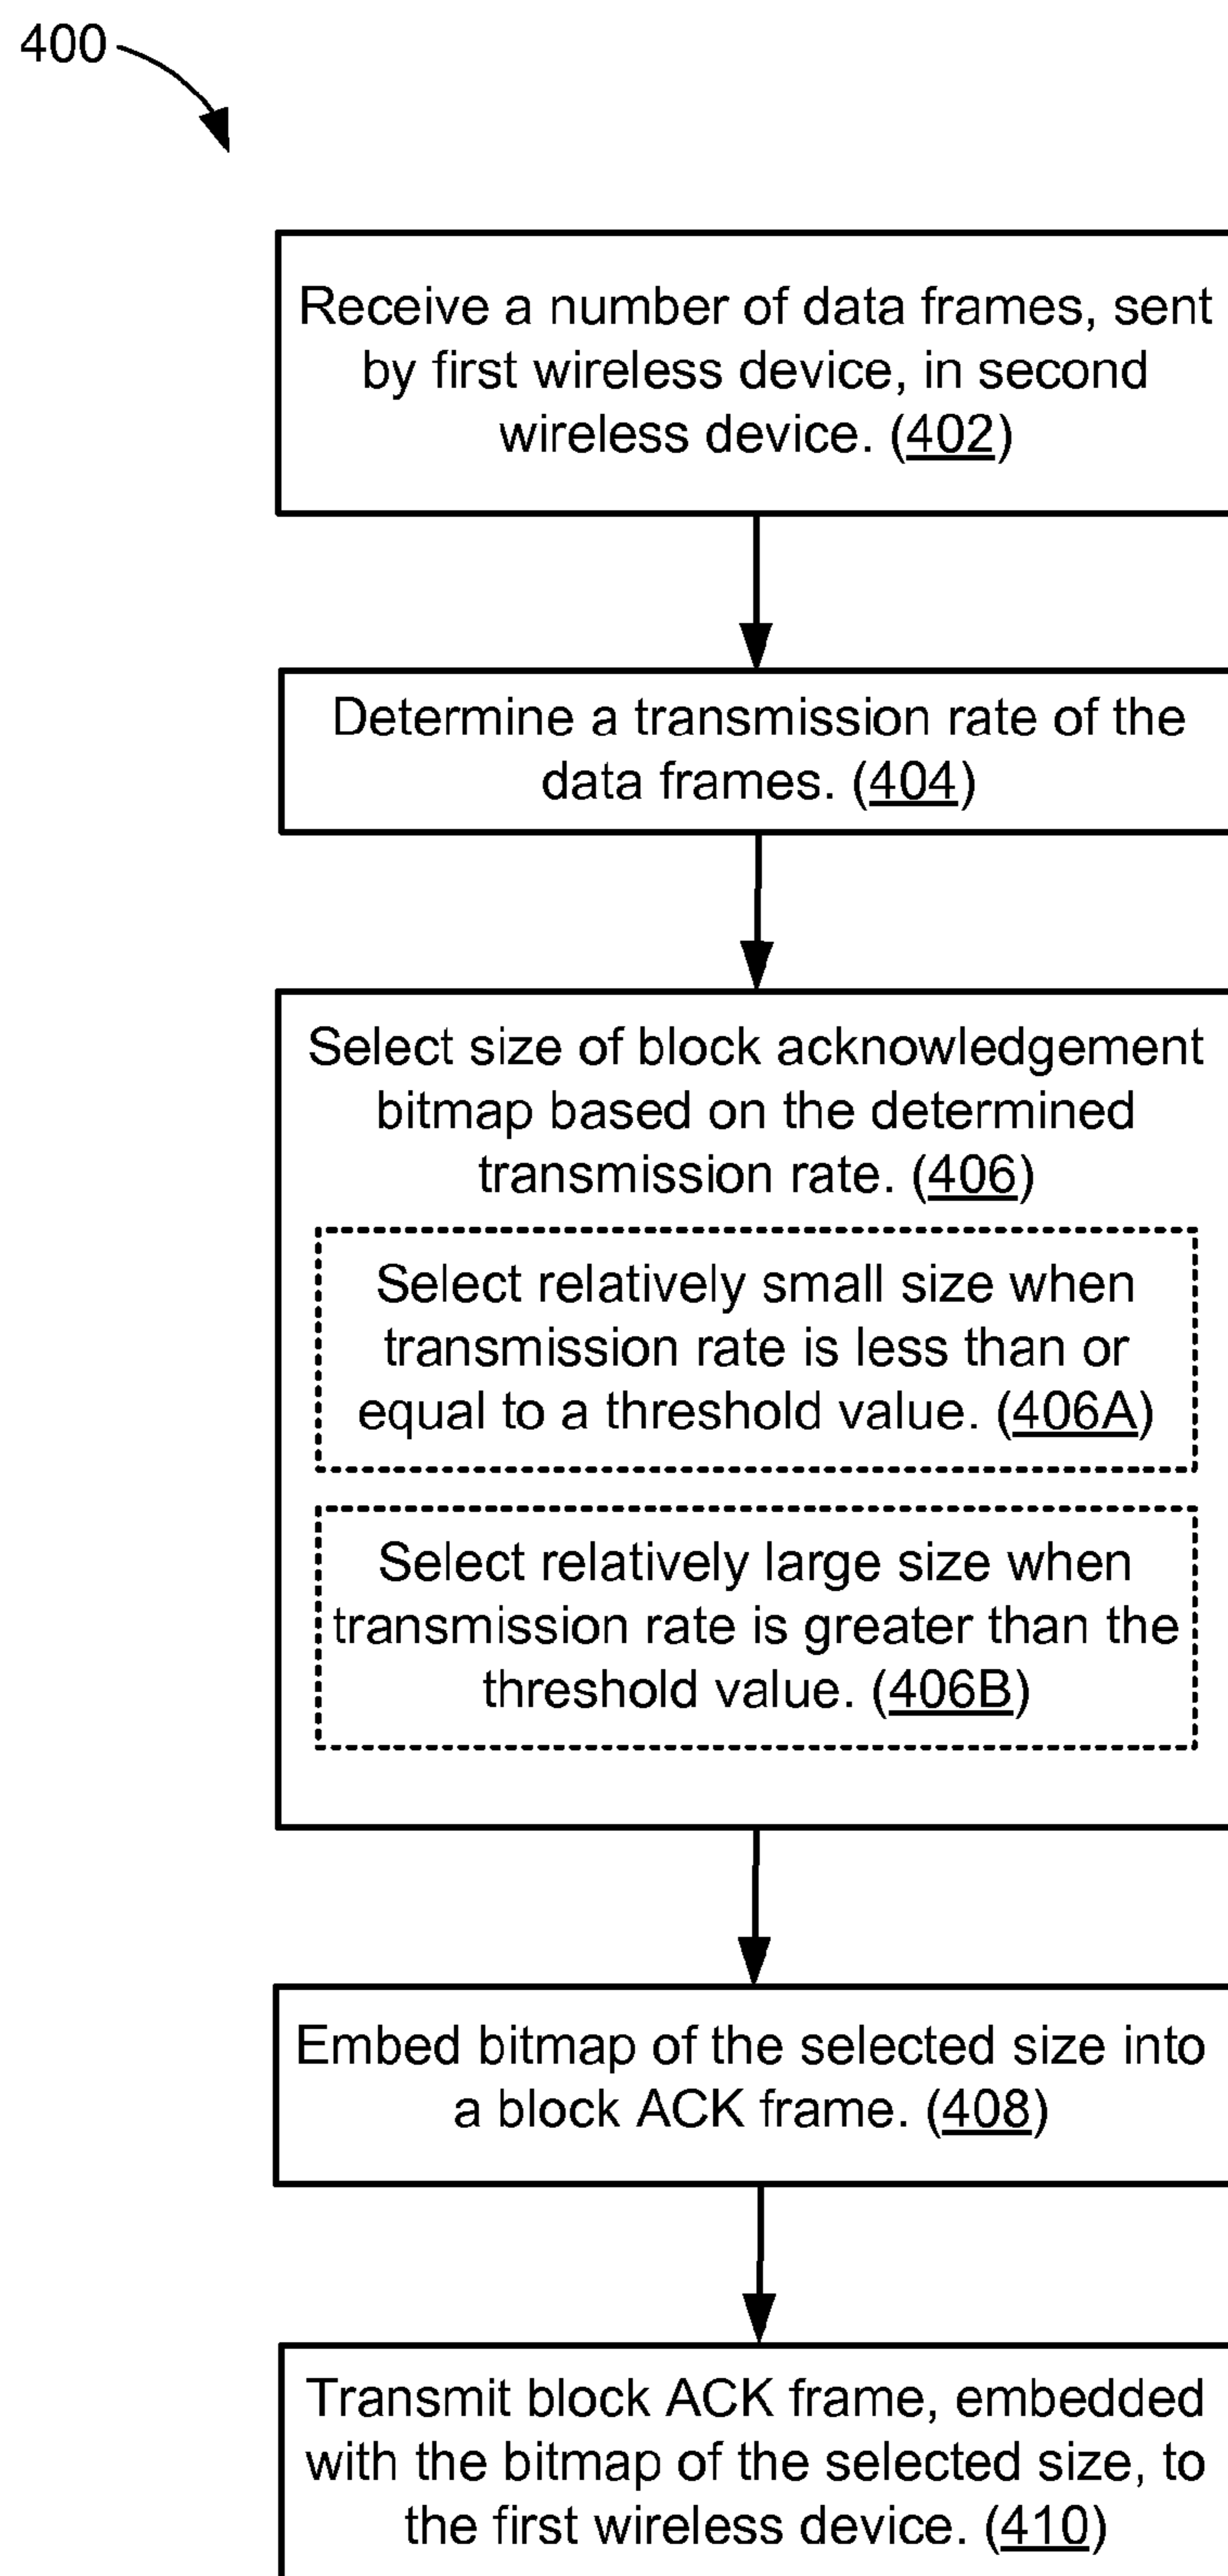 400
Receive a number of data frames, sent
by first wireless device, in second
wireless device. (402)
Determine a transmission rate of the
data frames. (404)
Select size of block acknowledgement
bitmap based on the determined
transmission rate. (406)
Select relatively small size when
transmission rate is less than or
equal to a threshold value. (406A)
Select relatively large size when
transmission rate is greater than the
threshold value. (406B)
Embed bitmap of the selected size into
a block ACK frame. (408)
Transmit block ACK frame, embedded
with the bitmap of the selected size, to
the first wireless device. (410)